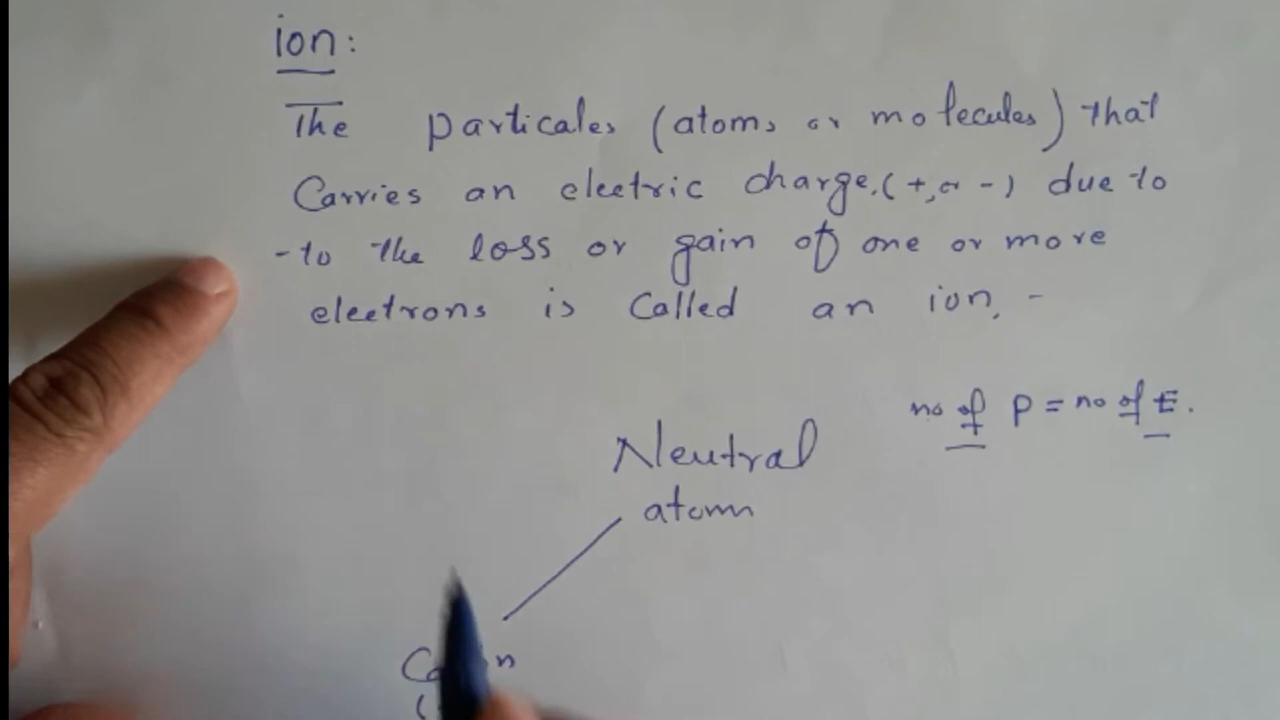 ion:
The particales (atoms or molecules) that
Carries an electric charge.(+, or -) due to
- to the loss or gain of one or more
electrons is Called an ion, -
no of P = no of E.
Neutral
atom